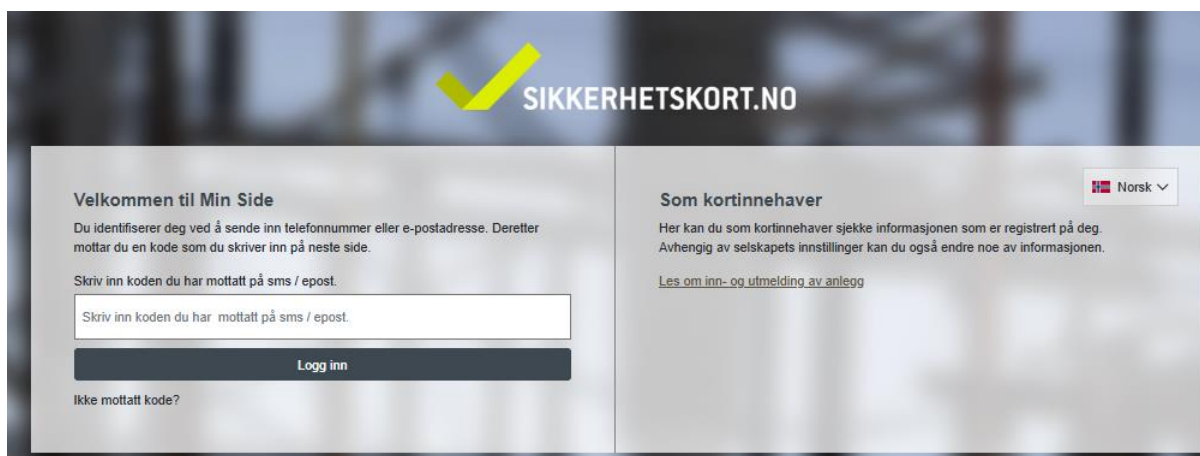 SIKKERHETSKORT.NO
Velkommen til Min Side
Du identifiserer deg ved å sende inn telefonnummer eller e-postadresse. Deretter
mottar du en kode som du skriver inn på neste side.
Skriv inn koden du har mottatt på sms / epost.
Skriv inn koden du har mottatt på sms / epost.
Logg inn
Ikke mottatt kode?
Norsk
Som kortinnehaver
Her kan du som kortinnehaver sjekke informasjonen som er registrert på deg.
Avhengig av selskapets innstillinger kan du også endre noe av informasjonen.
Les om inn- og utmelding av anlegg